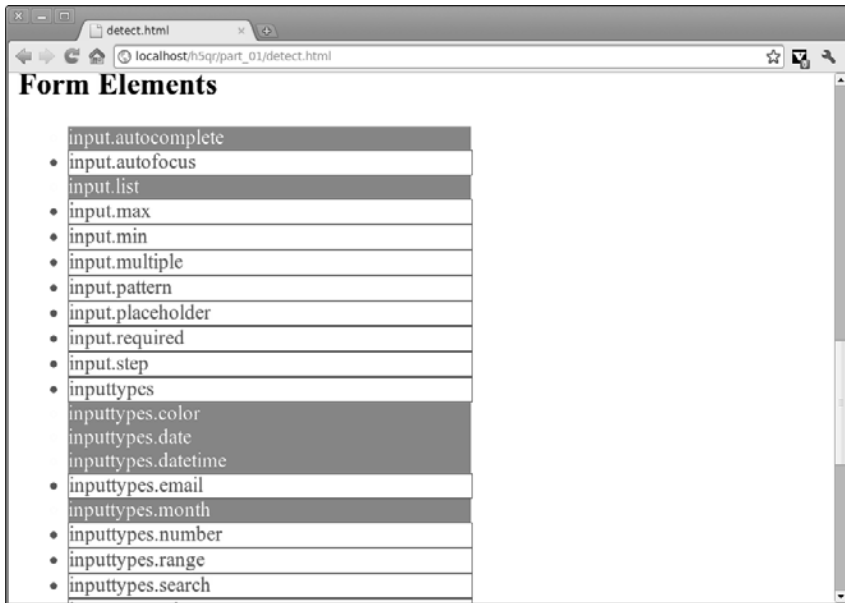 detect.html
localhost/h5qr/part_01/detect.html
Form Elements
input.autocomplete
input.autofocus
input.list
input.max
input.min
input.multiple
input.pattern
input.placeholder
input.required
input.step
inputtypes
inputtypes.color
inputtypes.date
inputtypes.datetime
inputtypes.email
inputtypes.month
inputtypes.number
inputtypes.range
inputtypes.search